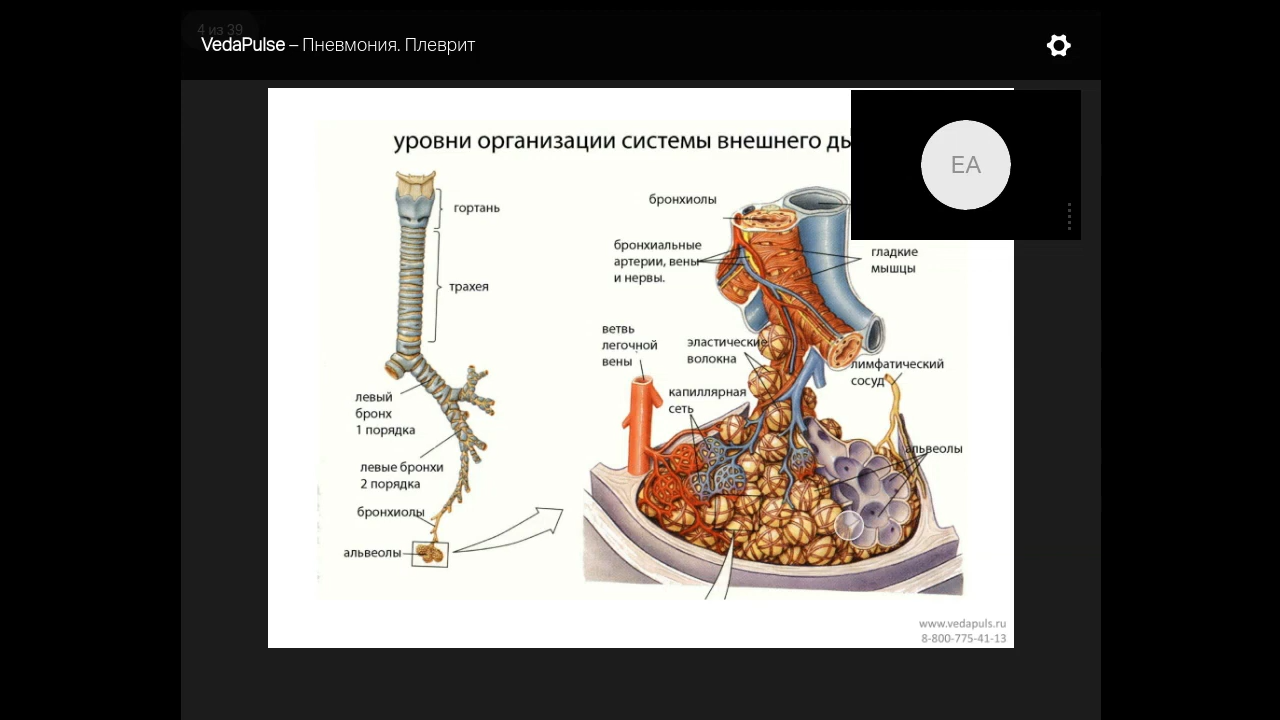 4 из 39
VedaPulse – Пневмония. Плеврит
EA
уровни организации системы внешнего
гортань
трахея
левый
бронх
1 порядка
левые бронхи
2 порядка
бронхиолы
альвеолы
бронхиолы
бронхиальные
артерии, вены
и нервы.
гладкие
мышцы
ветвь
легочной
вены
эластические
волокна
капиллярная
сеть
лимфатический
сосуд
альвеолы
www.vedapuls.ru
8-800-775-41-13